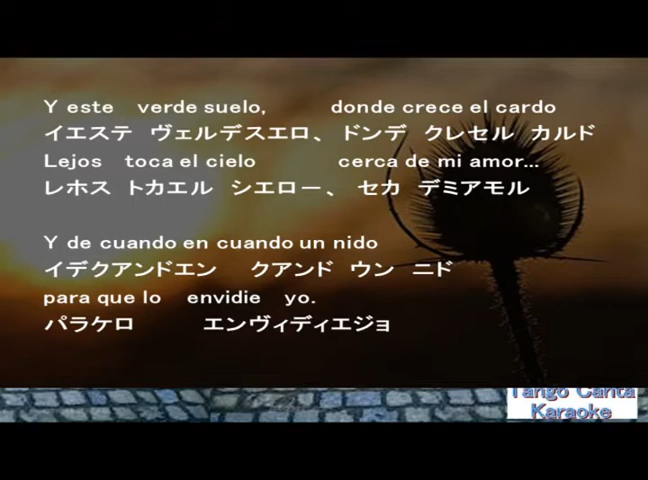 Y este verde suelo, donde crece el cardo
イエステ ヴェルデスエロ、 ドンデ クレセル カルド
Lejos toca el cielo cerca de mi amor...
レホス トカエル シエロー、 セカ デミアモル
Y de cuando en cuando un nido
イデクアンドエン クアンド ウン ニド
para que lo envidie yo.
パラケロ エンヴィディエジョ
Tango Canta
Karaoke